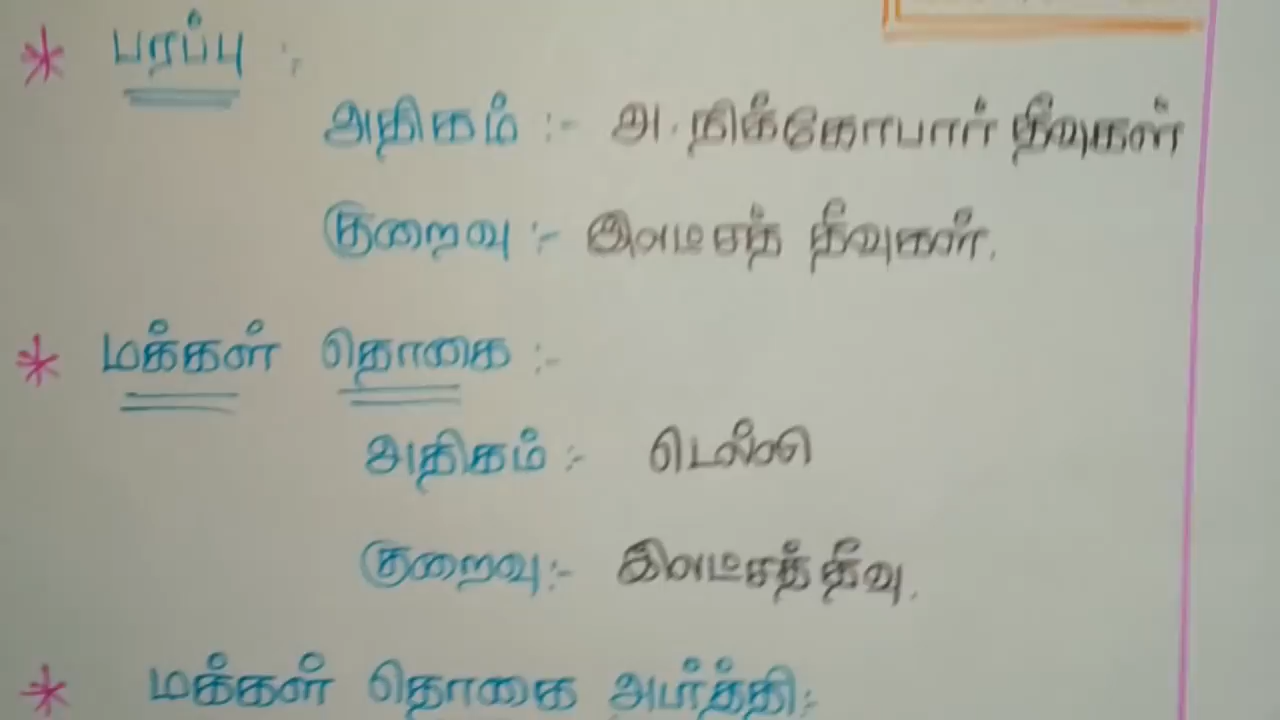 * பரப்பு :
அதிகம் :- அ. நிக்கோபார் தீவுகள்
குறைவு :- இலட்சத் தீவுகள்.
* மக்கள் தொகை :-
அதிகம் :- டெல்லி
குறைவு :- இலட்சத்தீவு.
* மக்கள் தொகை அடர்த்தி :-